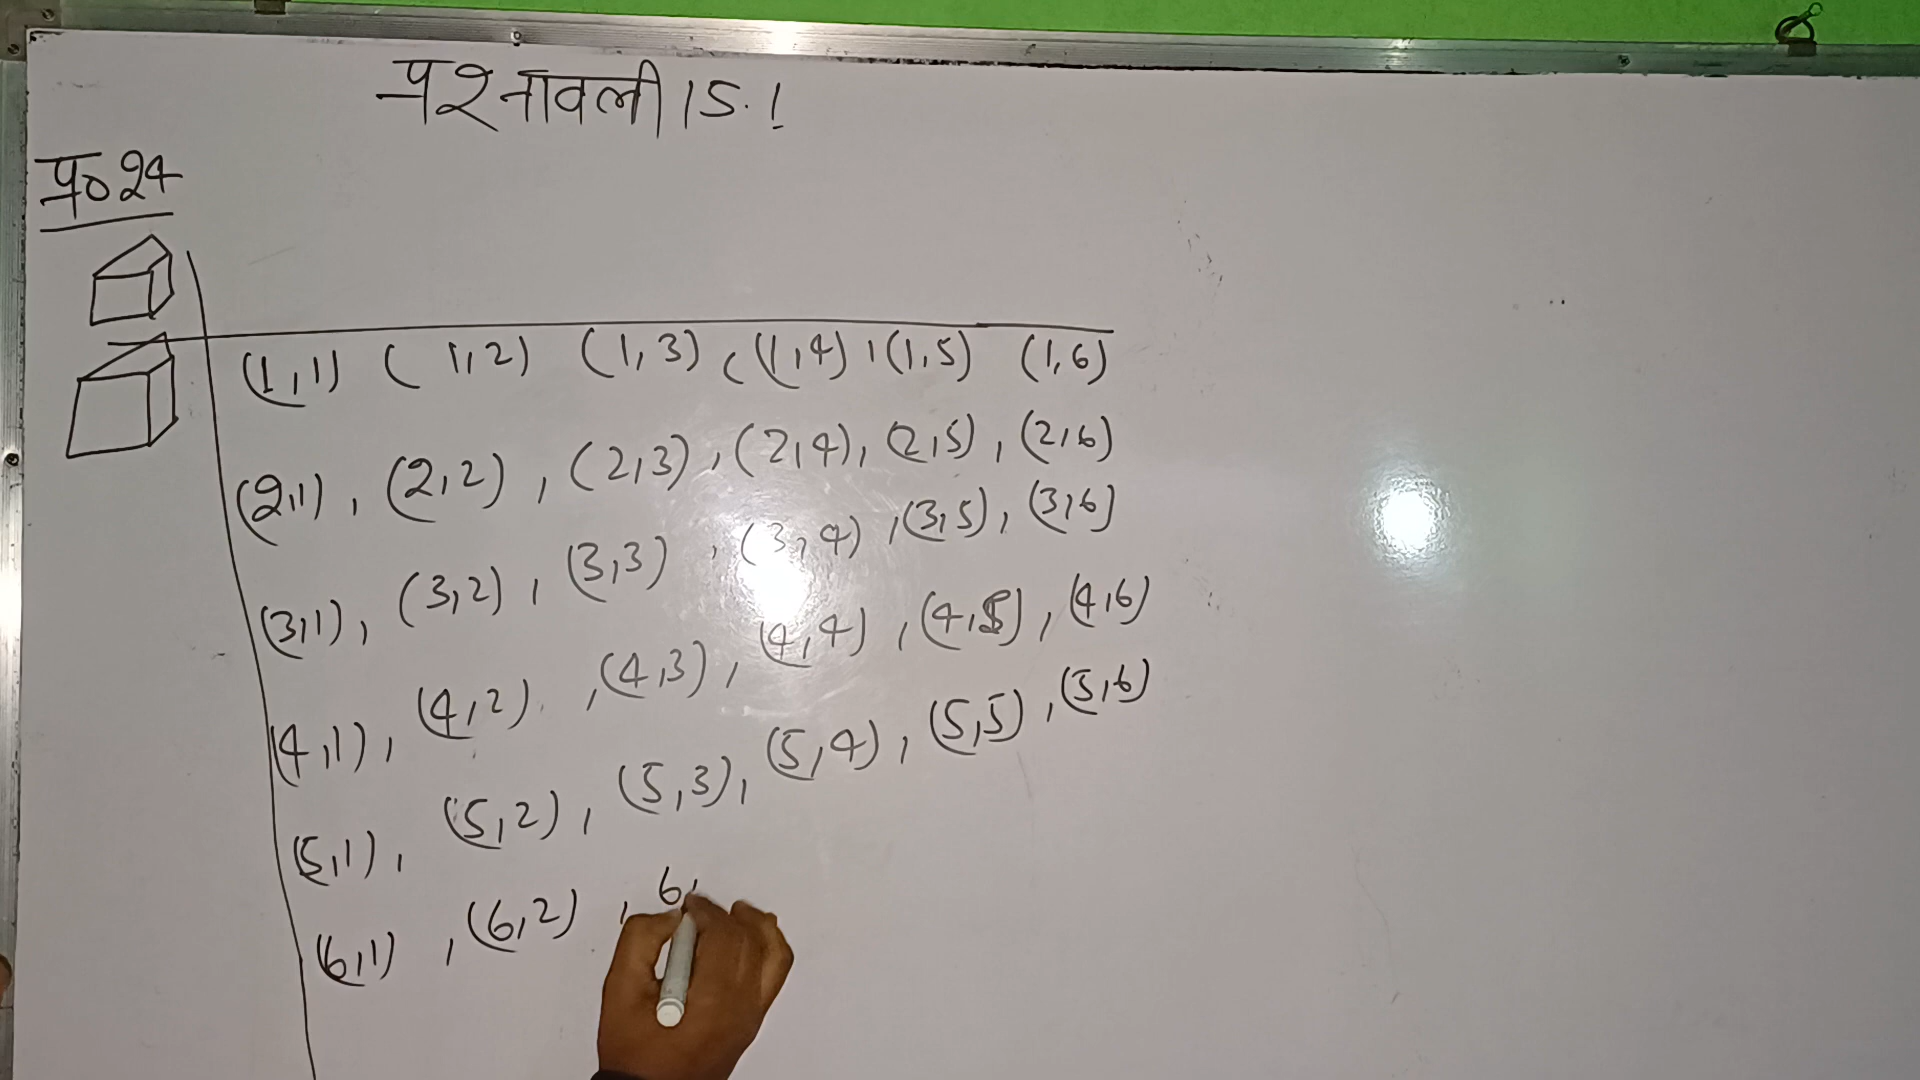 प्रश्नावली 15.1
प्र० 24
(1,1) ( 1,2) (1,3) ( (1,4) , (1,5) (1,6)
(2,1) , (2,2) , (2,3) , (2,4) , (2,5) , (2,6)
(3,1) , (3,2) , (3,3) , (3,4) , (3,5) , (3,6)
(4,1) , (4,2) , (4,3) , (4,4) , (4,5) , (4,6)
(5,1) , (5,2) , (5,3) , (5,4) , (5,5) , (5,6)
(6,1) , (6,2) , 6,